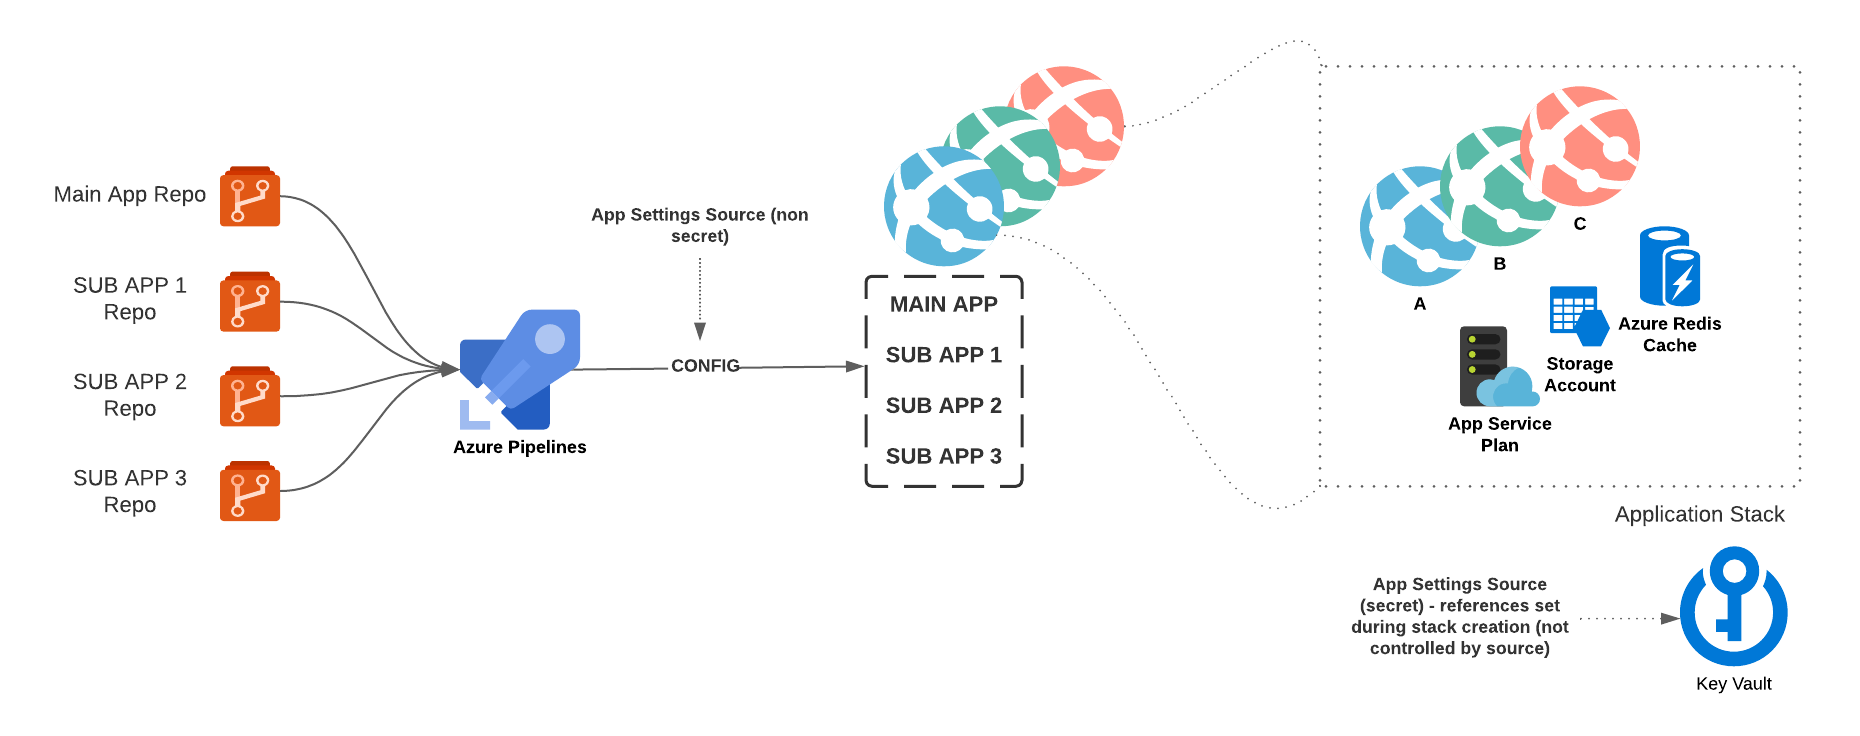 Main App Repo
SUB APP 1
Repo
SUB APP 2
Repo
SUB APP 3
Repo
Azure Pipelines
App Settings Source (non
secret)
CONFIG
MAIN APP
SUB APP 1
SUB APP 2
SUB APP 3
A
B
C
Azure Redis
Cache
Storage
Account
App Service
Plan
Application Stack
App Settings Source
(secret) - references set
during stack creation (not
controlled by source)
Key Vault